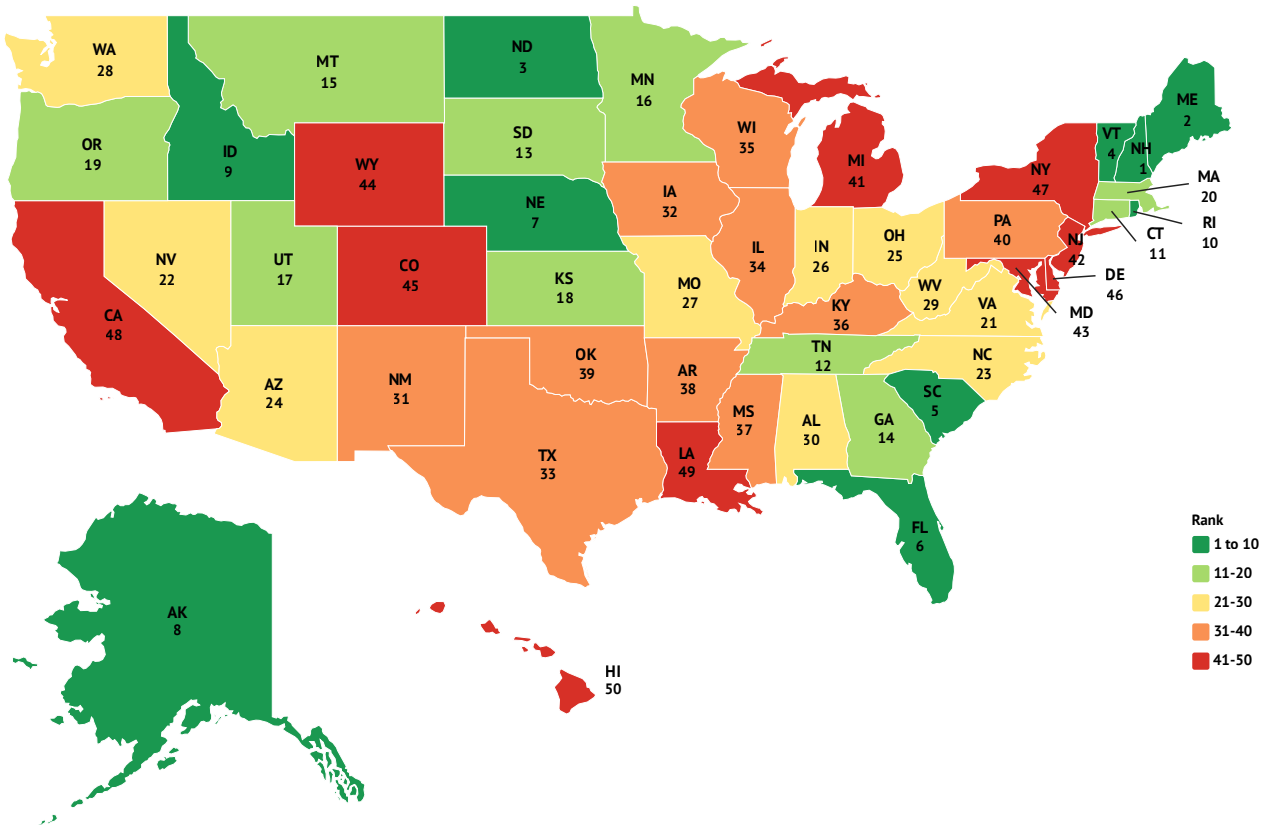 WA
28
MT
15
ND
3
MN
16
OR
19
ID
9
WY
44
SD
13
WI
35
MI
41
NY
47
VT
4
NH
1
ME
2
MA
20
RI
10
CT
11
NE
7
IA
32
PA
40
NJ
42
NV
22
UT
17
CO
45
KS
18
MO
27
IL
34
IN
26
OH
25
WV
29
VA
21
DE
46
MD
43
CA
48
KY
36
NC
23
TN
12
AZ
24
NM
31
OK
39
AR
38
MS
37
AL
30
GA
14
SC
5
TX
33
LA
49
FL
6
AK
8
HI
50
Rank
1 to 10
11-20
21-30
31-40
41-50